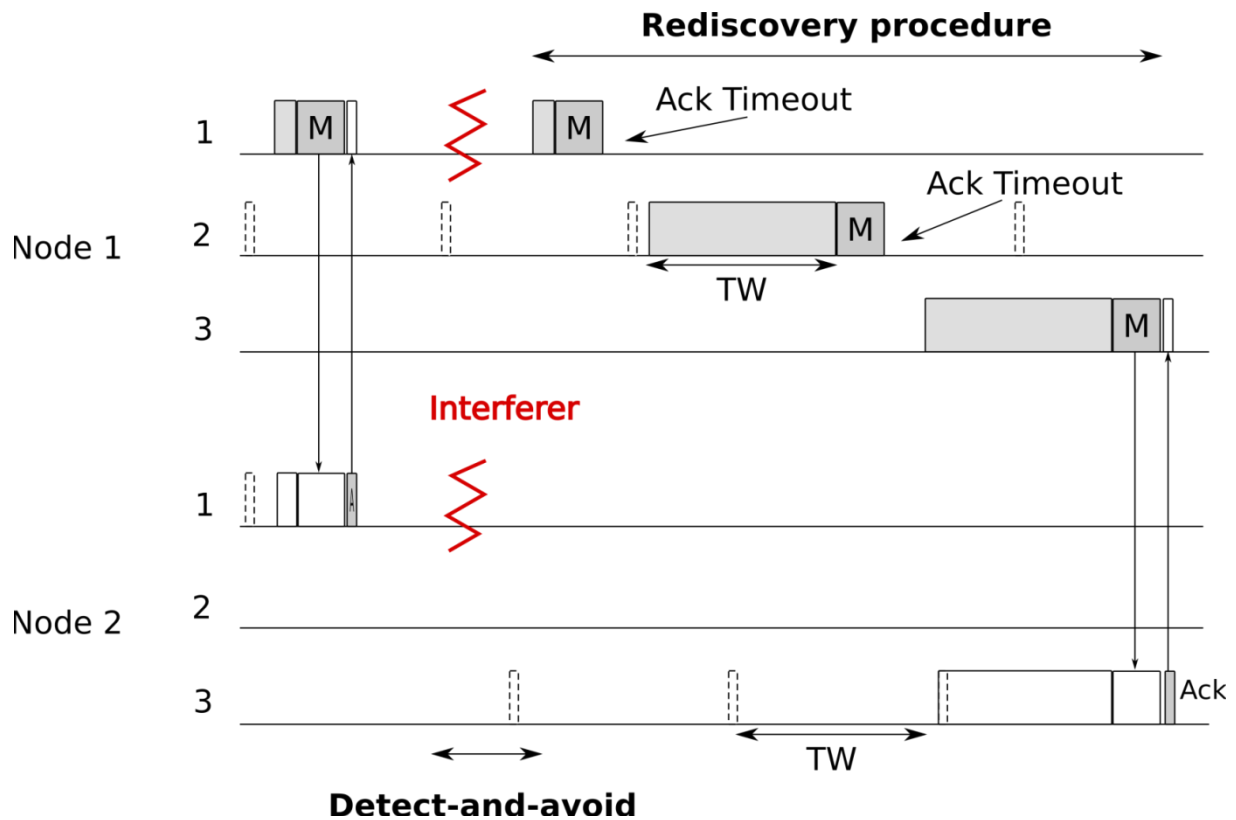 Rediscovery procedure
Ack Timeout
1 M M
Ack Timeout
Node 1 2 M
TW
3 M
Interferer
1 A
Node 2 2
3 Ack
TW
Detect-and-avoid